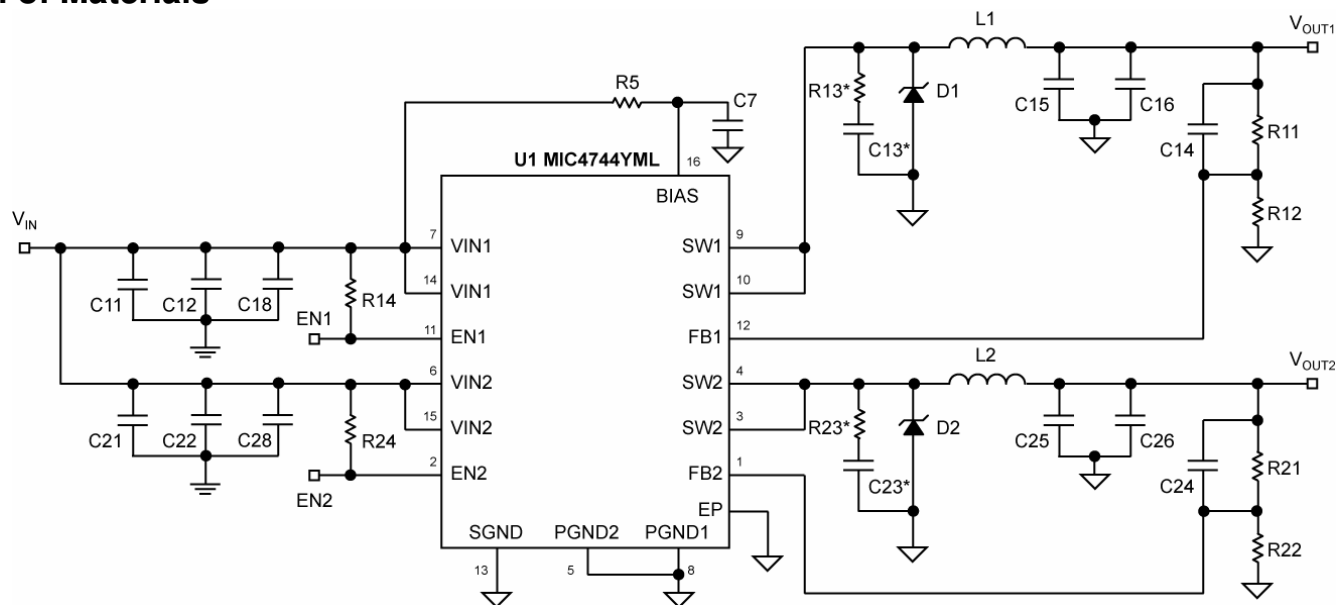 of Materials
L1
VOUT1
R5
C7
R13*
D1
C15
C16
R11
C13*
C14
U1 MIC4744YML
16
BIAS
R12
VIN
7
VIN1
SW1
9
14
VIN1
SW1
10
C11
C12
C18
R14
EN1
11
EN1
FB1
12
L2
VOUT2
6
VIN2
SW2
4
15
VIN2
SW2
3
C21
C22
C28
R24
R23*
D2
C25
C26
R21
2
EN2
FB2
1
C23*
C24
EN2
EP
SGND
PGND2
PGND1
R22
13
5
8